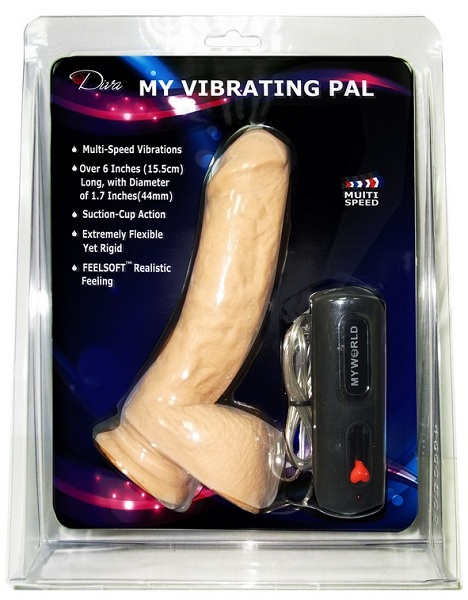 Diva
MY VIBRATING PAL
Multi-Speed Vibrations
Over 6 Inches (15.5cm)
Long, with Diameter
of 1.7 Inches(44mm)
Suction-Cup Action
Extremely Flexible
Yet Rigid
FEELSOFT™ Realistic
Feeling
MULTI
SPEED
MYWORLD